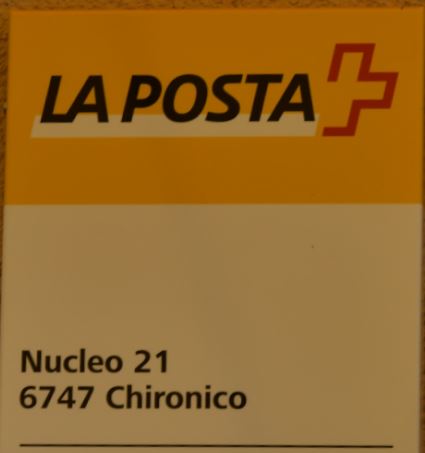 LA POSTA
Nucleo 21
6747 Chironico